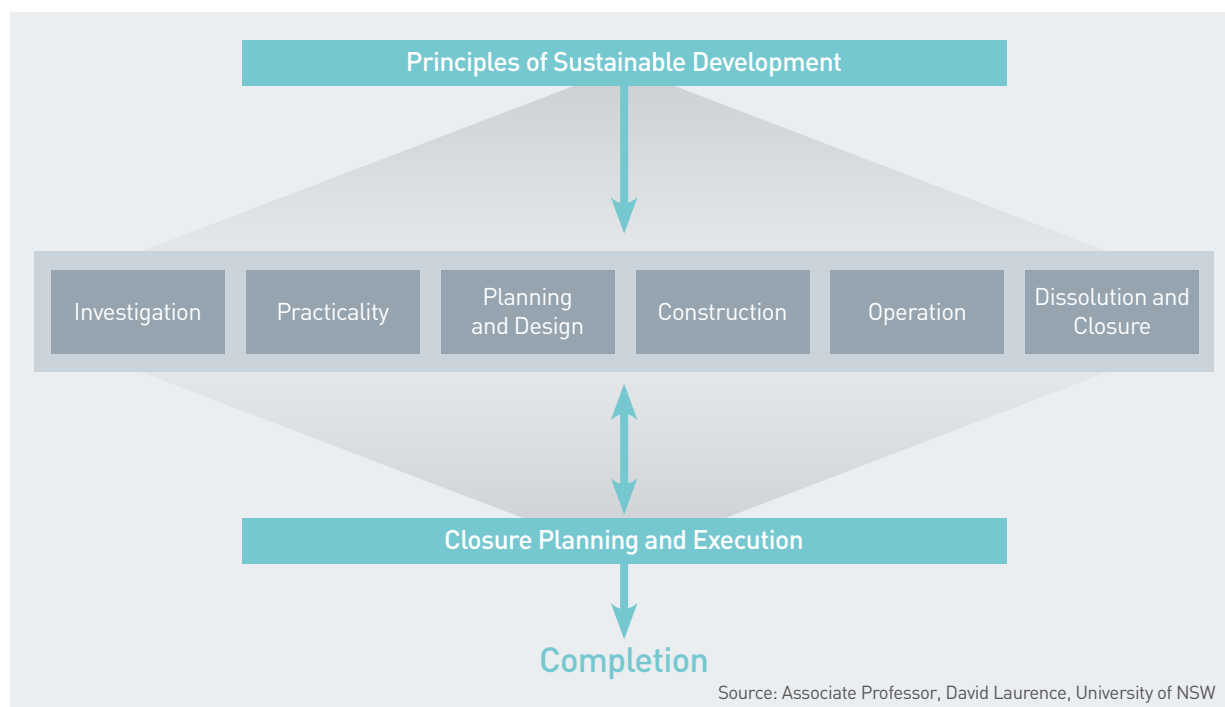 Principles of Sustainable Development
Investigation
Practicality
Planning
and Design
Construction
Operation
Dissolution and
Closure
Closure Planning and Execution
Completion
Source: Associate Professor, David Laurence, University of NSW